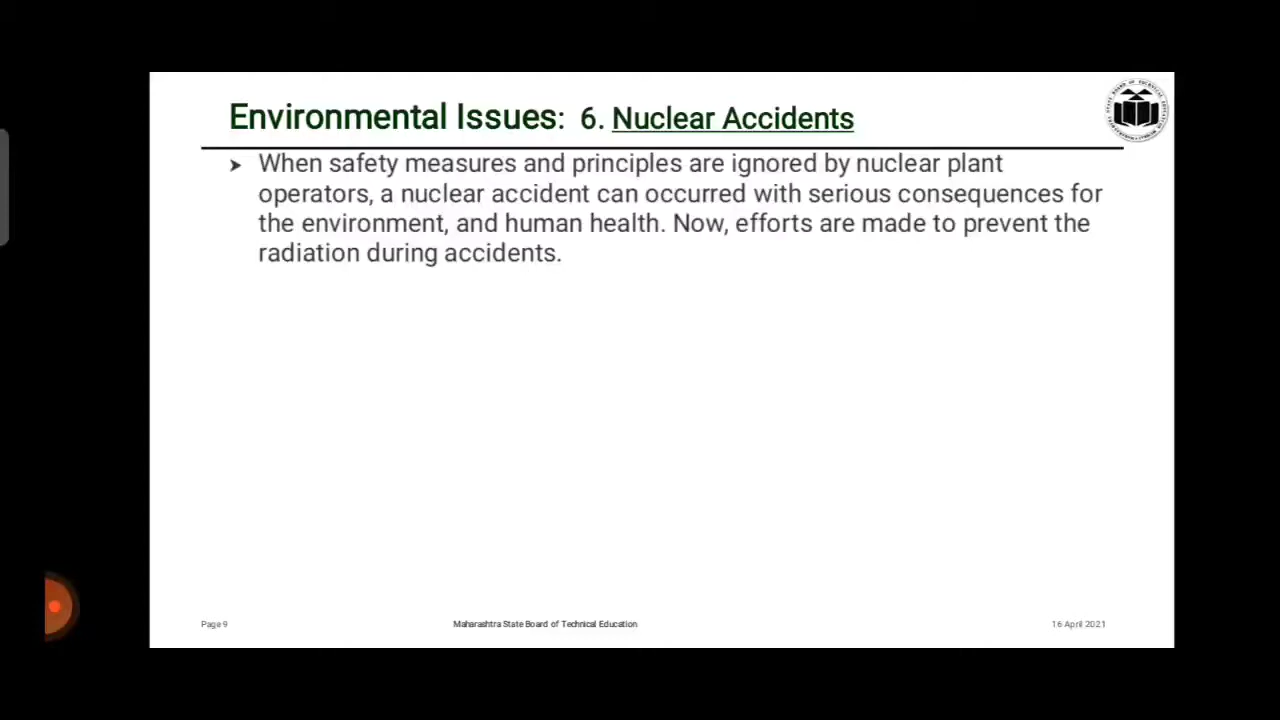 Environmental Issues: 6. Nuclear Accidents
➤ When safety measures and principles are ignored by nuclear plant
operators, a nuclear accident can occurred with serious consequences for
the environment, and human health. Now, efforts are made to prevent the
radiation during accidents.
Page 9 Maharashtra State Board of Technical Education 16 April 2021